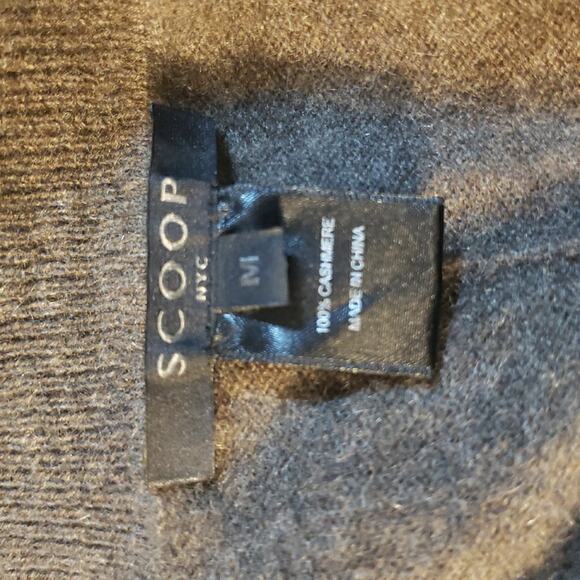 SCOOP
NYC
M
100% CASHMERE
MADE IN CHINA